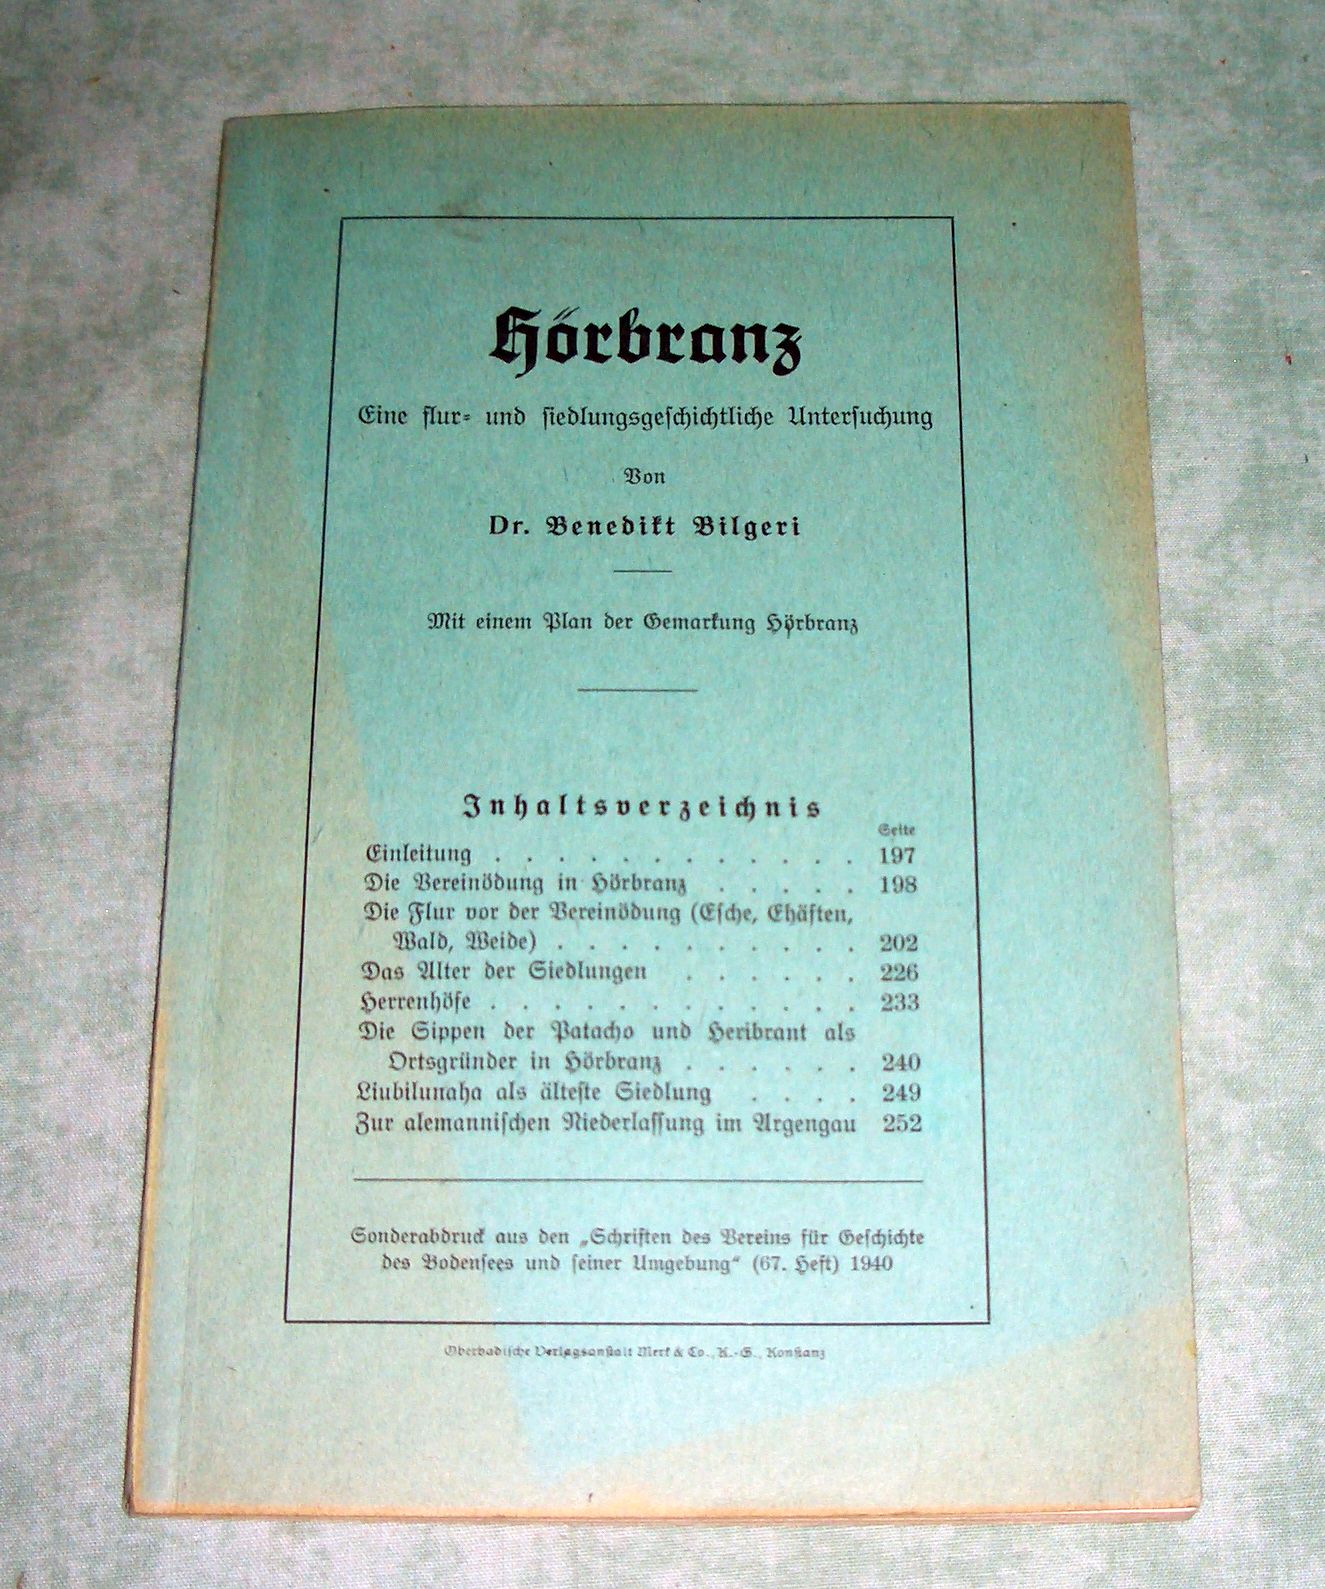 Hörbranz
Eine flur- und siedlungsgeschichtliche Untersuchung
Von
Dr. Benedikt Bilgeri
Mit einem Plan der Gemarkung Hörbranz
Inhaltsverzeichnis
Seite
Einleitung . . . . . . . . . . . . 197
Die Vereinödung in Hörbranz . . . . . 198
Die Flur vor der Vereinödung (Esche, Ehäften,
Wald, Weide) . . . . . . . . . . 202
Das Alter der Siedlungen . . . . . . 226
Herrenhöfe . . . . . . . . . . . . 233
Die Sippen der Patacho und Heribrant als
Ortsgründer in Hörbranz . . . . . . 240
Liubilunaha als älteste Siedlung . . . . 249
Zur alemannischen Niederlassung im Argengau 252
Sonderabdruck aus den „Schriften des Vereins für Geschichte
des Bodensees und seiner Umgebung“ (67. Heft) 1940
Oberbadische Verlagsanstalt Merk & Co., K.-G., Konstanz